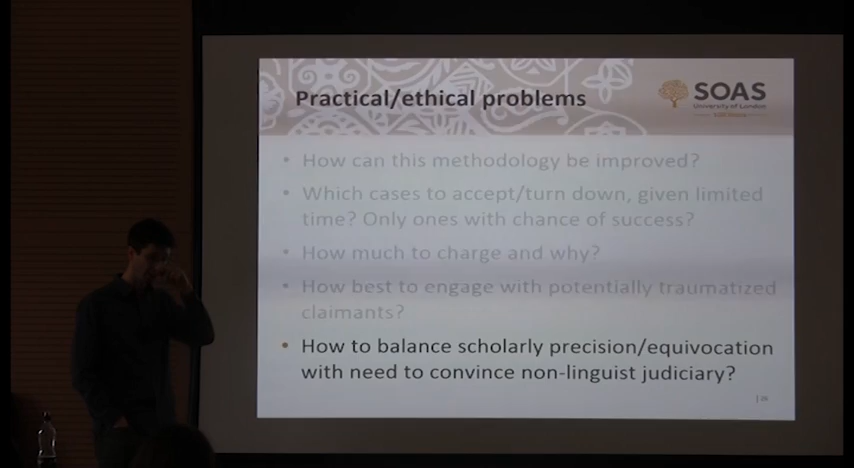 Practical/ethical problems
SOAS
University of London
• How can this methodology be improved?
• Which cases to accept/turn down, given limited
time? Only ones with chance of success?
• How much to charge and why?
• How best to engage with potentially traumatized
claimants?
• How to balance scholarly precision/equivocation
with need to convince non-linguist judiciary?